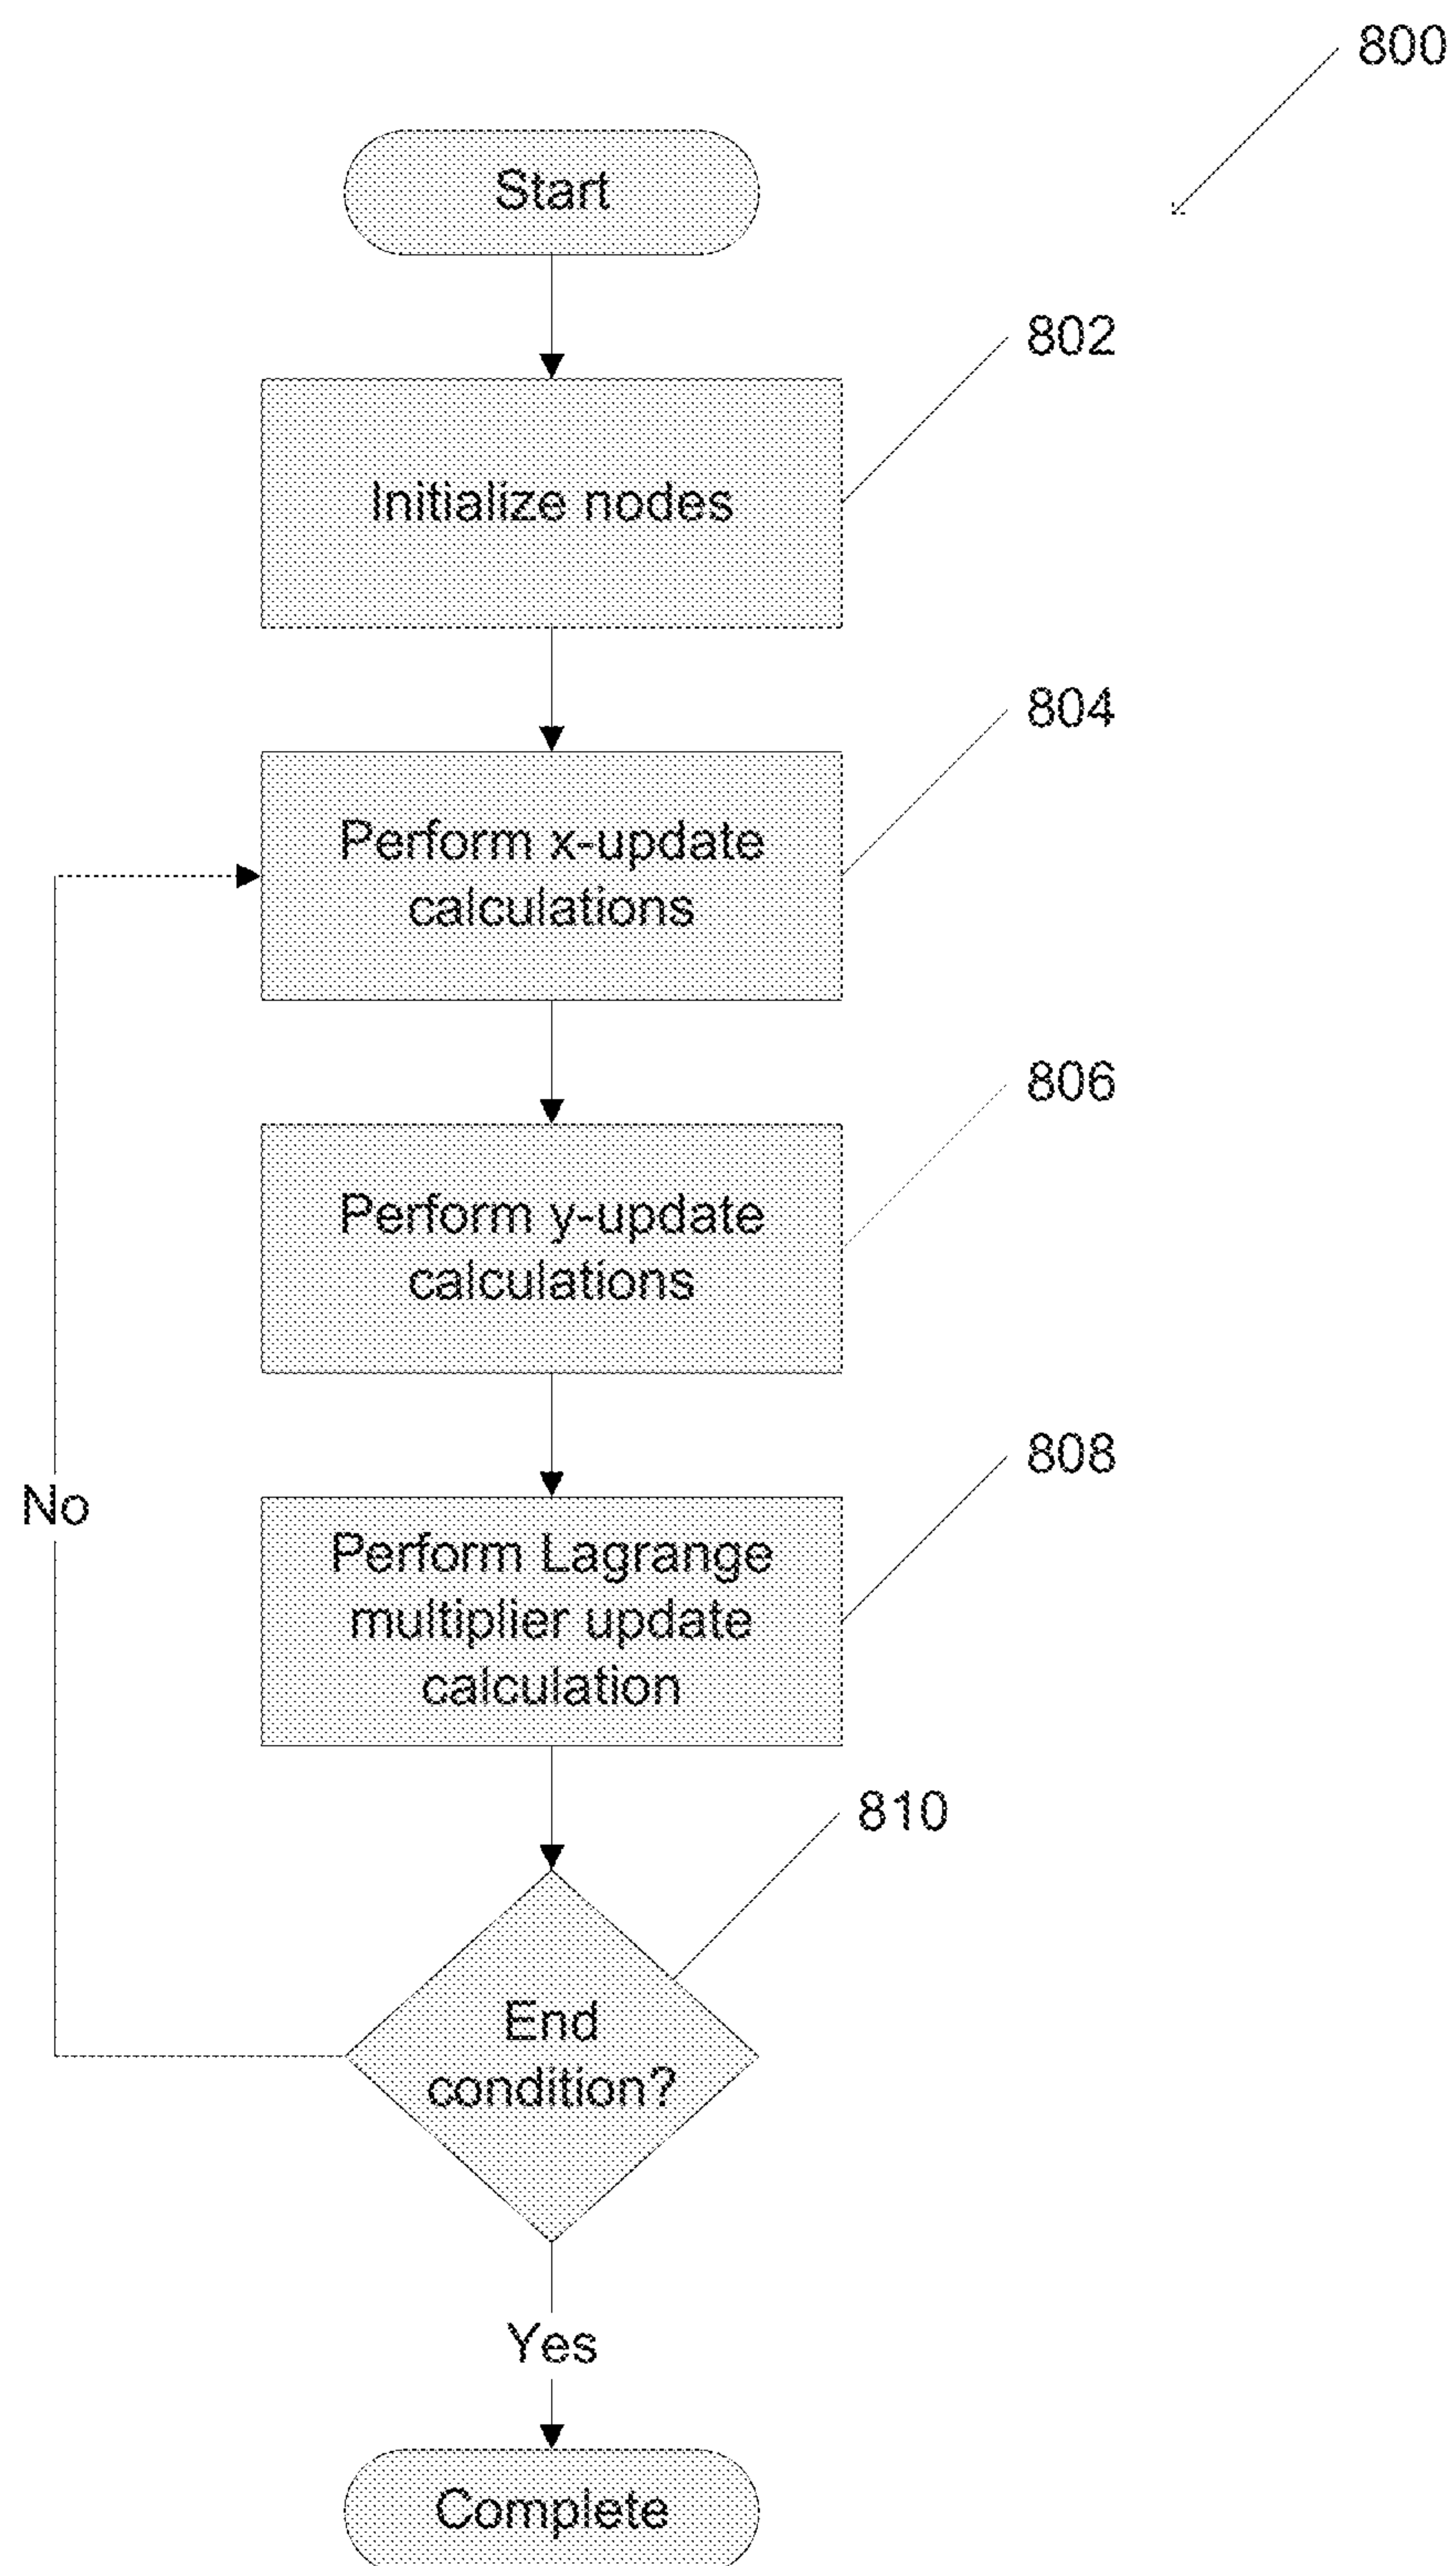 800
Start
802
Initialize nodes
804
Perform x-update
calculations
806
Perform y-update
calculations
808
No
Perform Lagrange
multiplier update
calculation
810
End
condition?
Yes
Complete